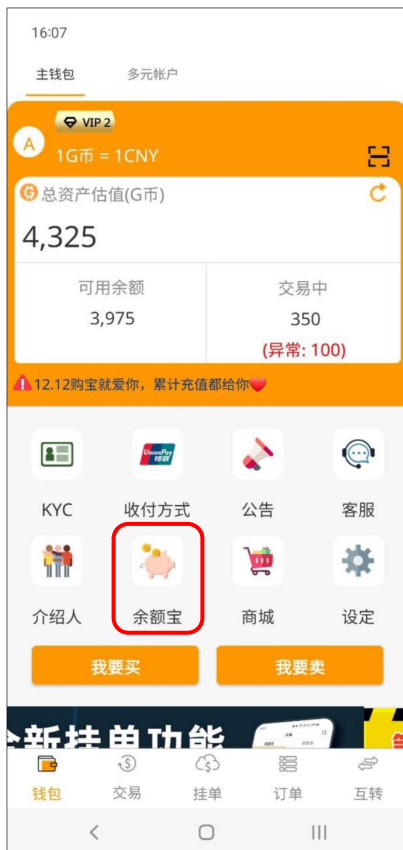 16:07
主钱包 多元帐户
VIP 2
A
1G币 = 1CNY
G 总资产估值(G币)
4,325
可用余额 交易中
3,975 350
(异常: 100)
12.12购宝就爱你，累计充值都给你
UnionPay
银联
KYC 收付方式 公告 客服
介绍人 余额宝 商城 设定
我要买 我要卖
全新挂单功能
钱包 交易 挂单 订单 互转